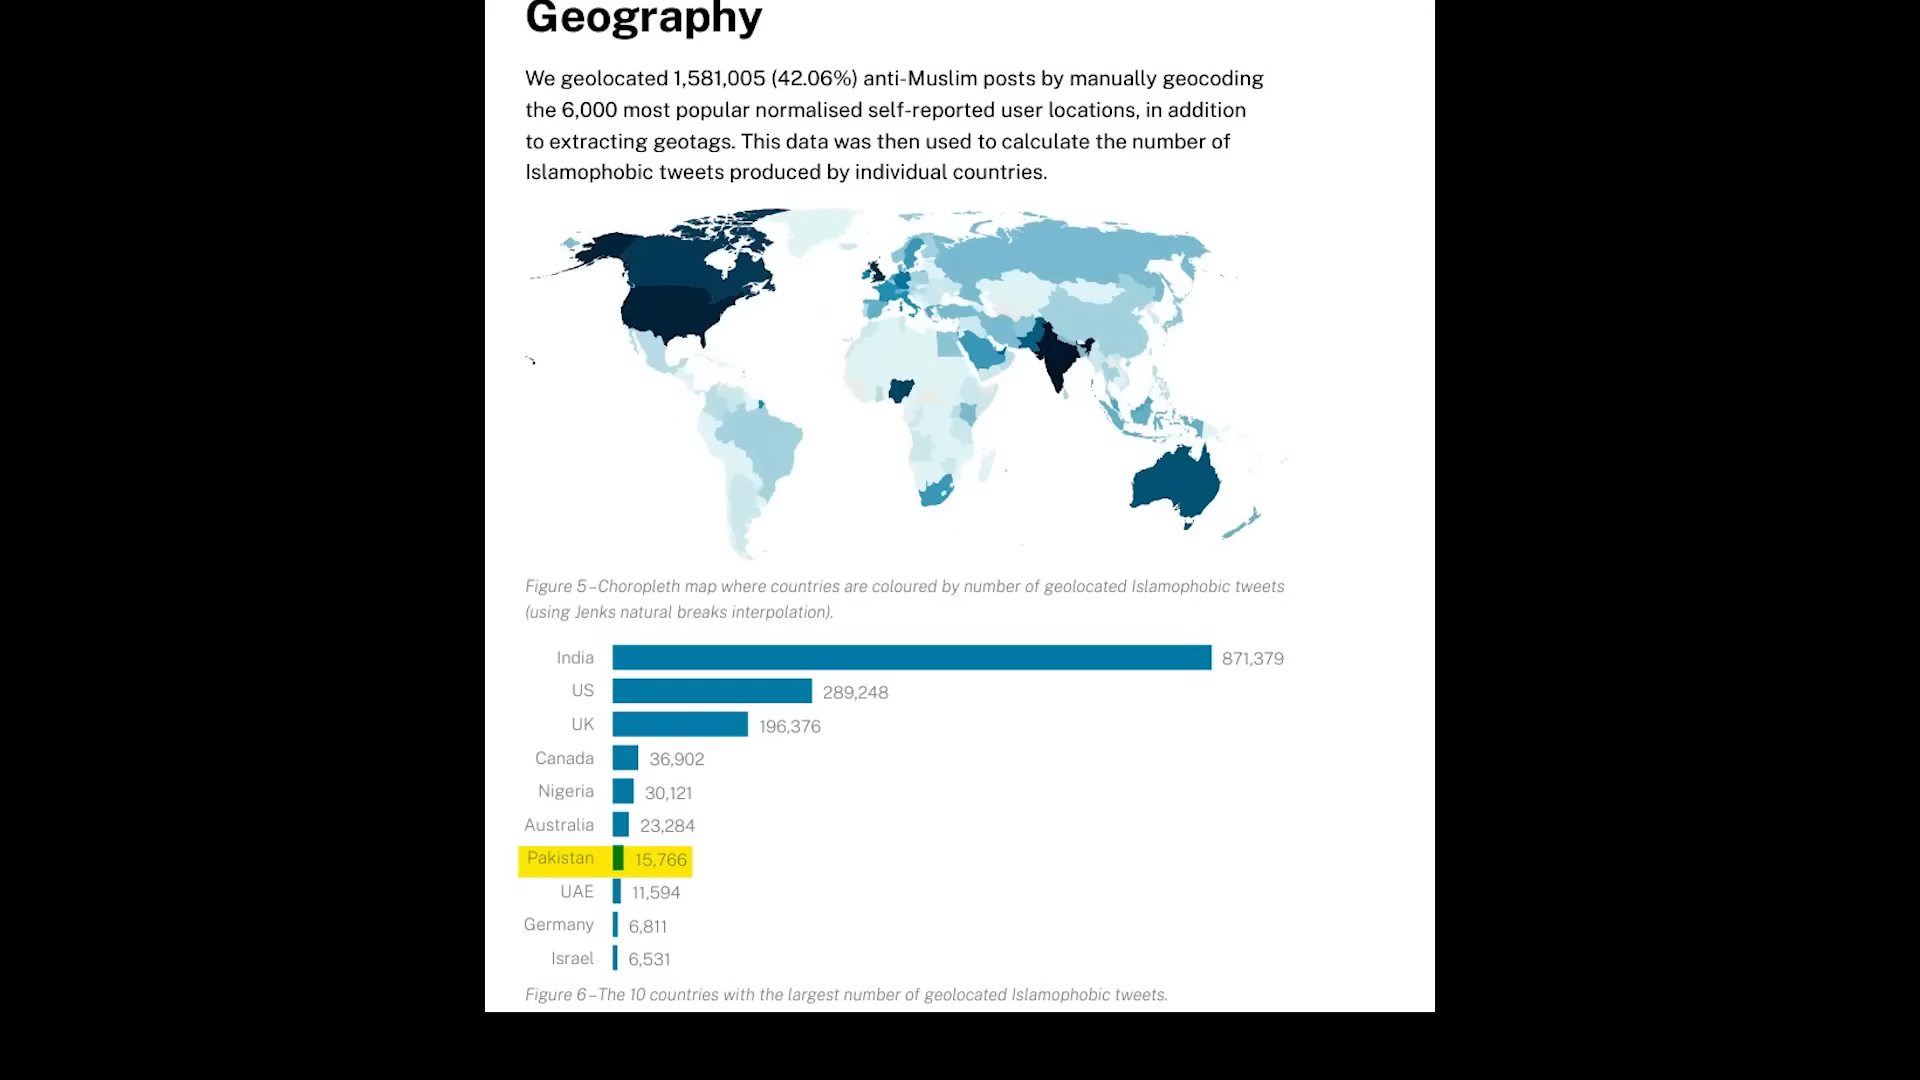 Geography
We geolocated 1,581,005 (42.06%) anti-Muslim posts by manually geocoding
the 6,000 most popular normalised self-reported user locations, in addition
to extracting geotags. This data was then used to calculate the number of
Islamophobic tweets produced by individual countries.
Figure 5 – Choropleth map where countries are coloured by number of geolocated Islamophobic tweets
(using Jenks natural breaks interpolation).
India 871,379
US 289,248
UK 196,376
Canada 36,902
Nigeria 30,121
Australia 23,284
Pakistan 15,766
UAE 11,594
Germany 6,811
Israel 6,531
Figure 6 – The 10 countries with the largest number of geolocated Islamophobic tweets.